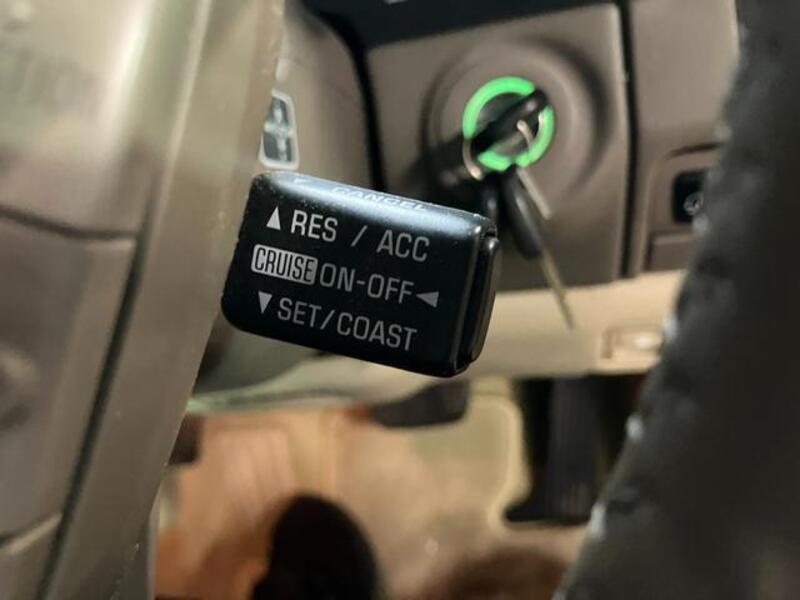 CANCEL
▲RES / ACC
CRUISE ON-OFF◀
▼SET/COAST